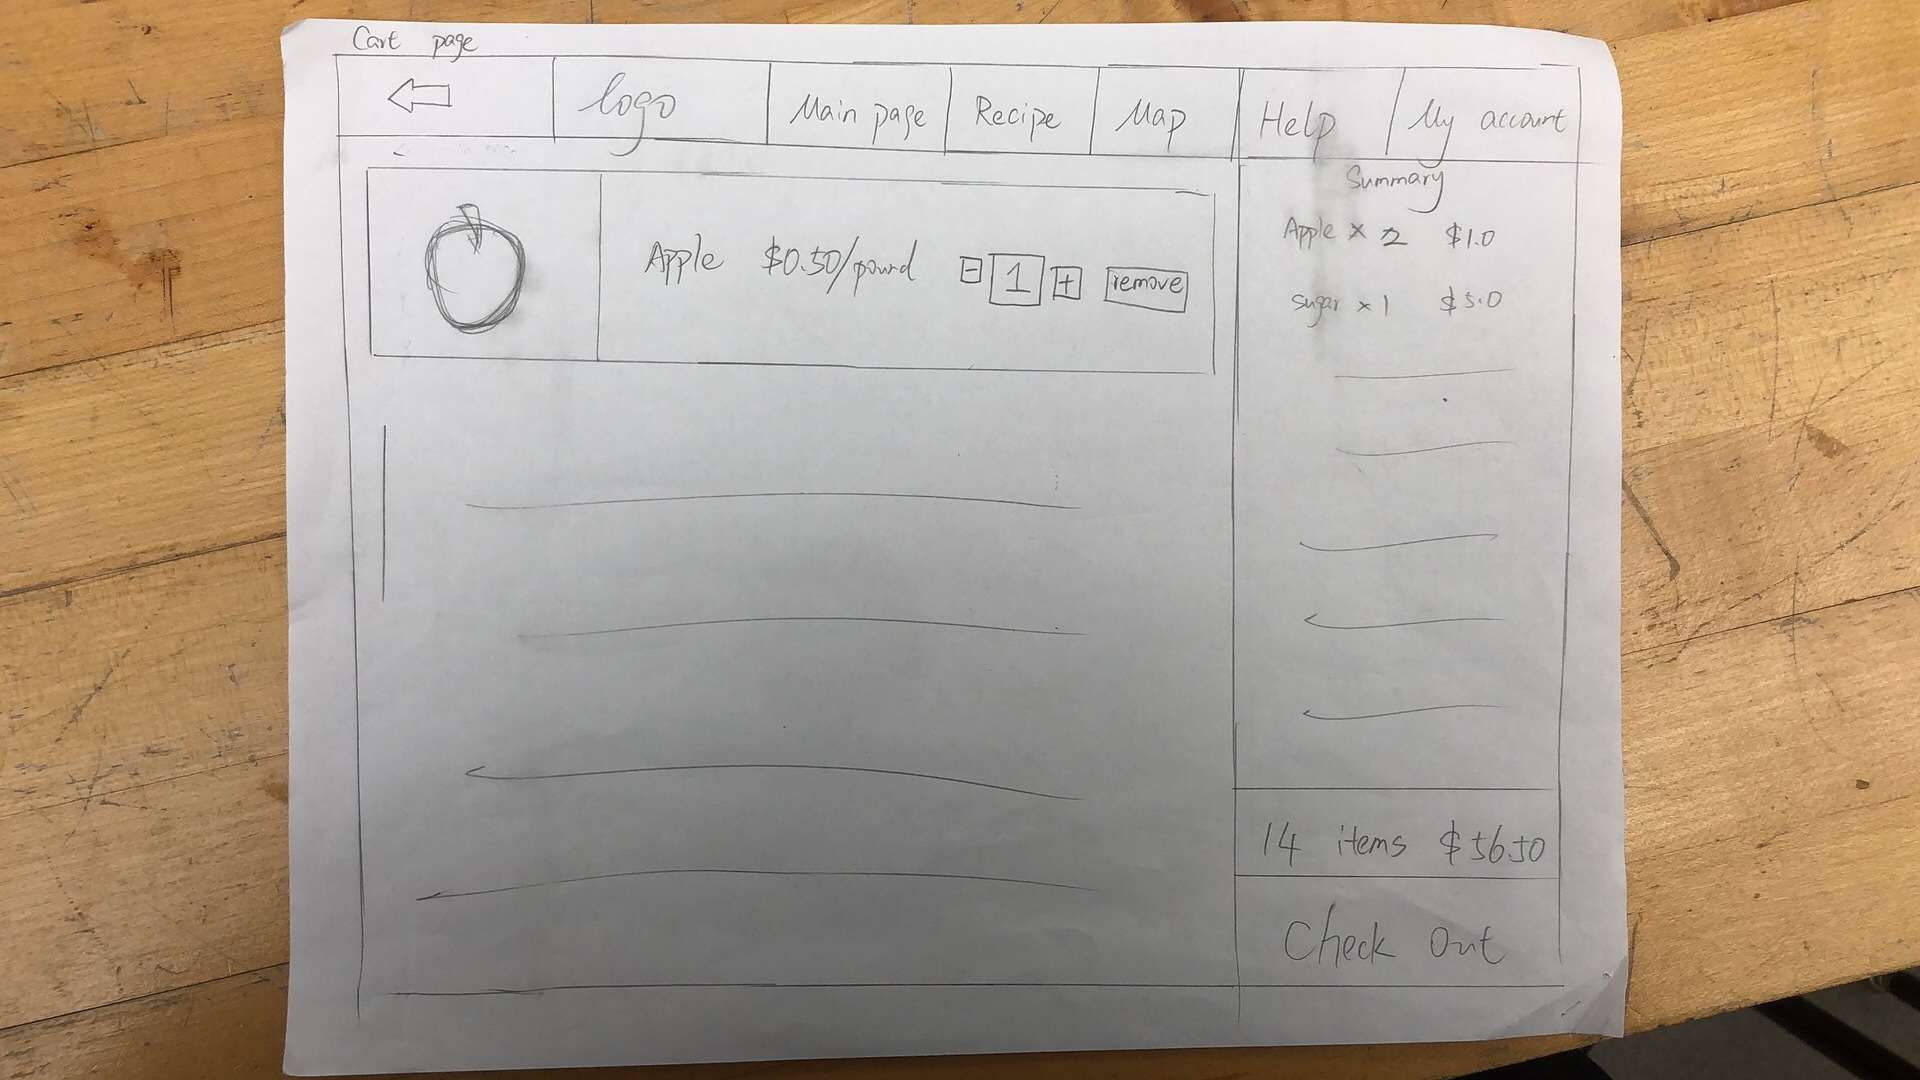 Cart page
logo Main page Recipe Map Help My account
Apple $0.50/pound - 1 + remove
Summary
Apple x 2 $1.0
sugar x 1 $5.0
14 items $56.50
Check Out